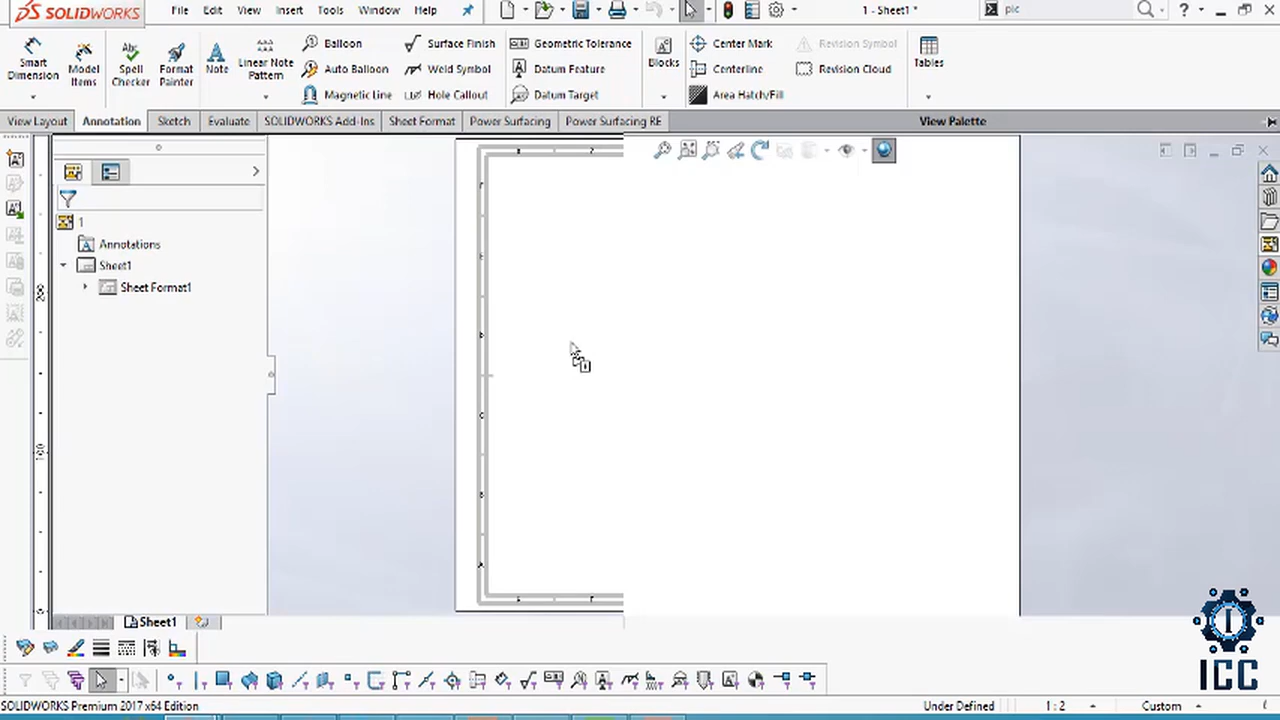 SOLIDWORKS File Edit View Insert Tools Window Help 1 - Sheet1 * pic ?
Smart Dimension
Model Items
Spell Checker
Format Painter
Note
Linear Note Pattern
Balloon
Auto Balloon
Magnetic Line
Surface Finish
Weld Symbol
Hole Callout
Geometric Tolerance
Datum Feature
Datum Target
Blocks
Center Mark
Centerline
Area Hatch/Fill
Revision Symbol
Revision Cloud
Tables
View Layout Annotation Sketch Evaluate SOLIDWORKS Add-Ins Sheet Format Power Surfacing Power Surfacing RE View Palette
1
Annotations
Sheet1
Sheet Format1
200
100
Sheet1
ICC
SOLIDWORKS Premium 2017 x64 Edition Under Defined 1 : 2 Custom